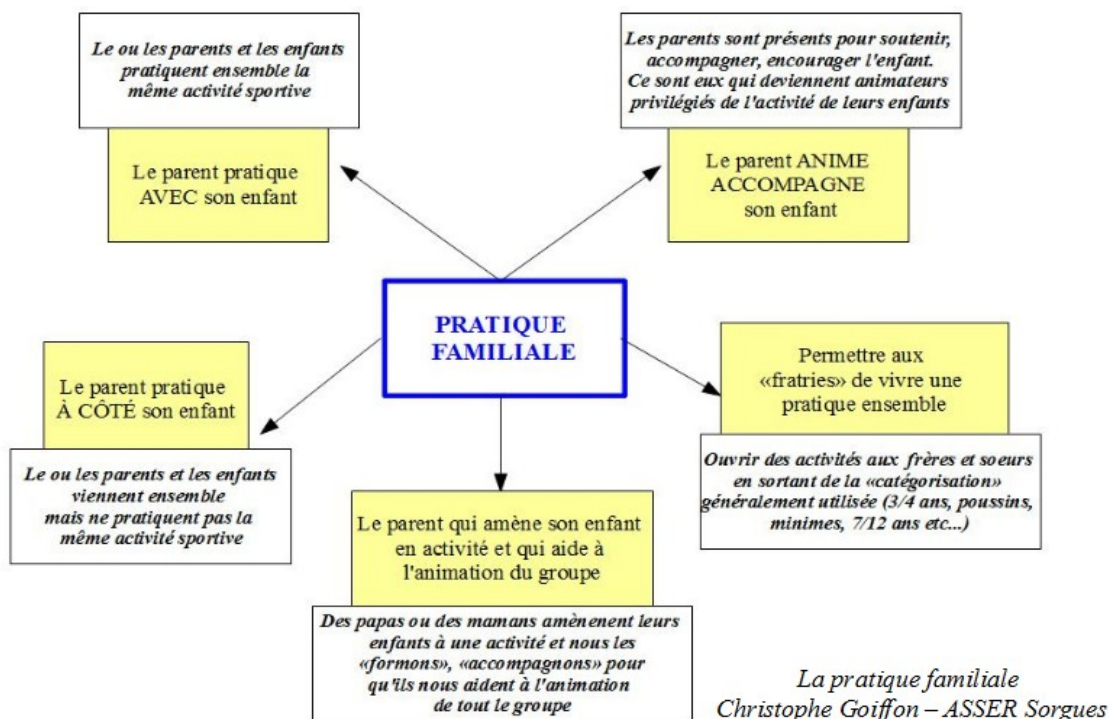 Le ou les parents et les enfants
pratiquent ensemble la
même activité sportive
Le parent pratique
AVEC son enfant
Les parents sont présents pour soutenir,
accompagner, encourager l'enfant.
Ce sont eux qui deviennent animateurs
privilégiés de l'activité de leurs enfants
Le parent ANIME
ACCOMPAGNE
son enfant
PRATIQUE
FAMILIALE
Le parent pratique
À CÔTÉ son enfant
Le ou les parents et les enfants
viennent ensemble
mais ne pratiquent pas la
même activité sportive
Permettre aux
«fratries» de vivre une
pratique ensemble
Ouvrir des activités aux frères et soeurs
en sortant de la «catégorisation»
généralement utilisée (3/4 ans, poussins,
minimes, 7/12 ans etc...)
Le parent qui amène son enfant
en activité et qui aide à
l'animation du groupe
Des papas ou des mamans amènenent leurs
enfants à une activité et nous les
«formons», «accompagnons» pour
qu'ils nous aident à l'animation
de tout le groupe
La pratique familiale
Christophe Goiffon – ASSER Sorgues